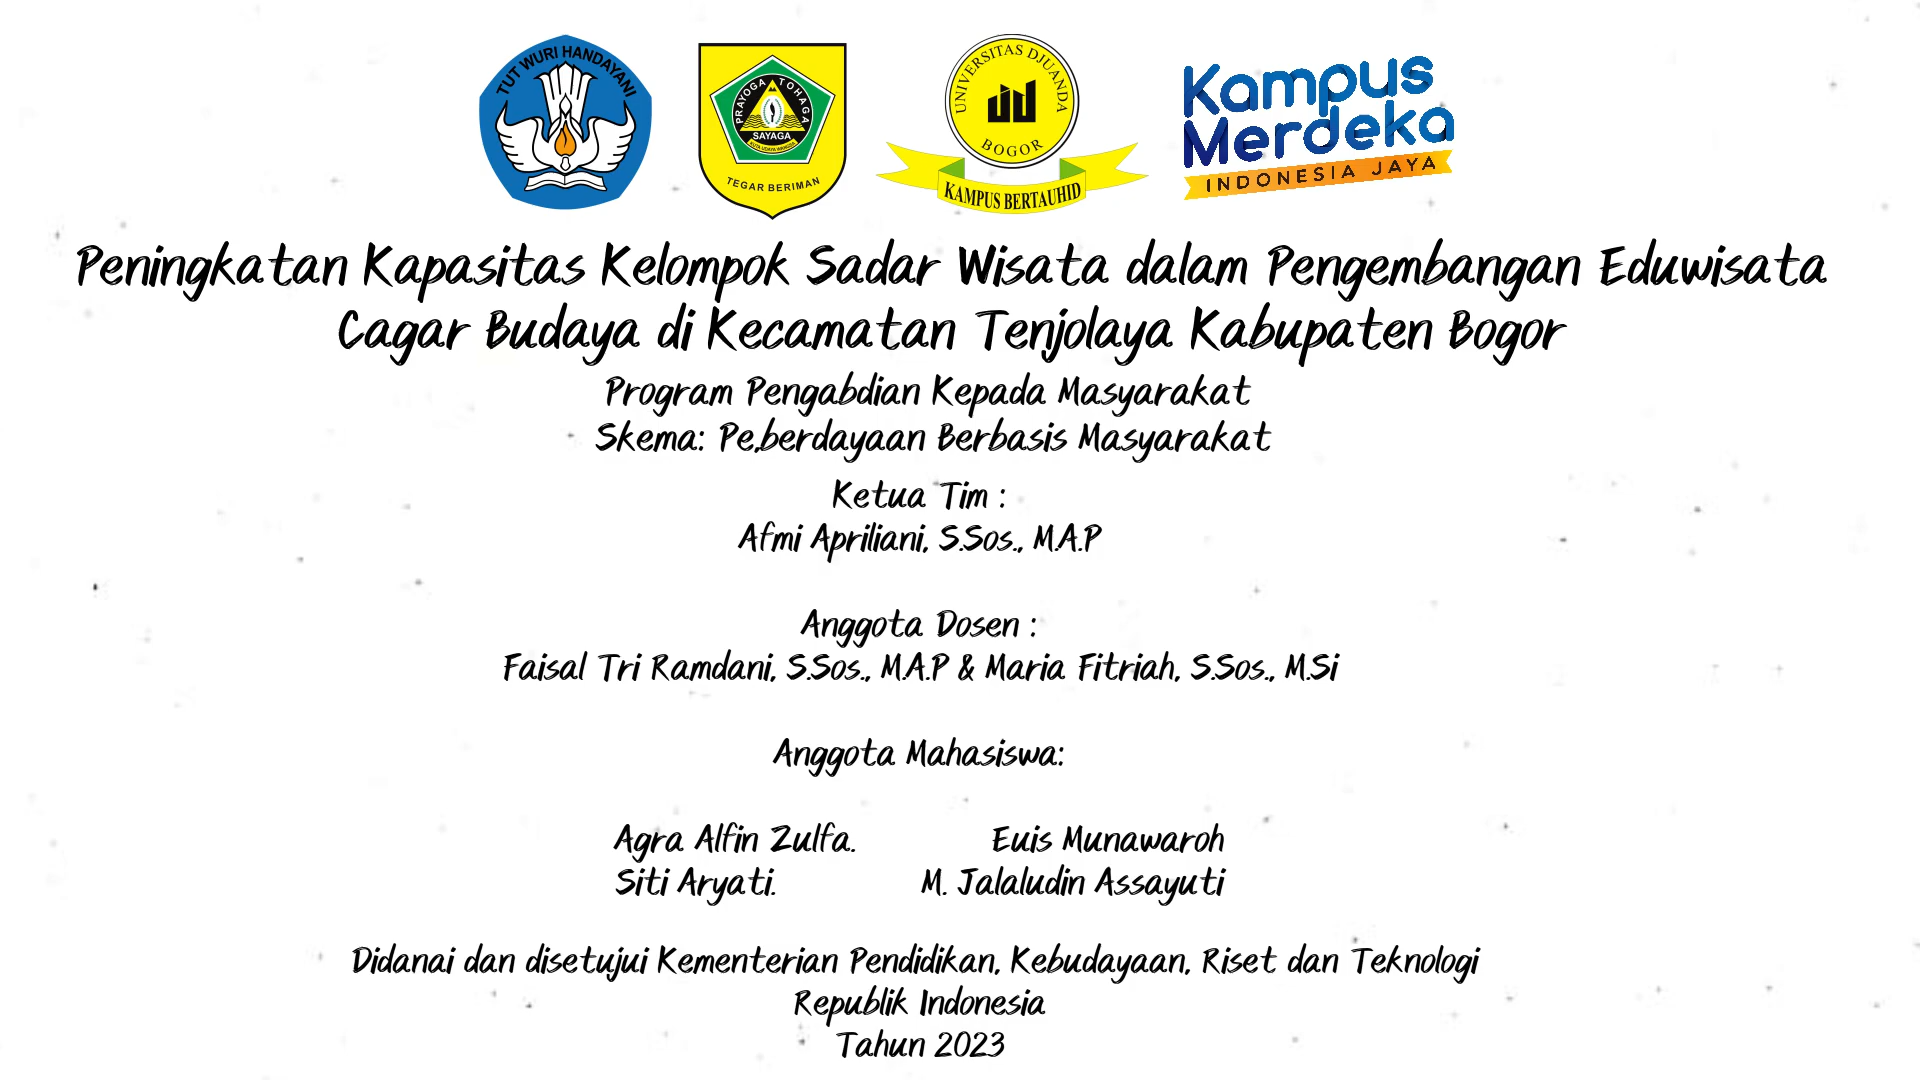 TUT WURI HANDAYANI
PRAYOGA TOHAGA
SAYAGA
KUTA UDAYA WANGSA
TEGAR BERIMAN
UNIVERSITAS DJUANDA
BOGOR
KAMPUS BERTAUHID
Kampus
Merdeka
INDONESIA JAYA
Peningkatan Kapasitas Kelompok Sadar Wisata dalam Pengembangan Eduwisata
Cagar Budaya di Kecamatan Tenjolaya Kabupaten Bogor
Program Pengabdian Kepada Masyarakat
Skema: Pe,berdayaan Berbasis Masyarakat
Ketua Tim :
Afmi Apriliani, S.Sos., M.A.P
Anggota Dosen :
Faisal Tri Ramdani, S.Sos., M.A.P & Maria Fitriah, S.Sos., M.Si
Anggota Mahasiswa:
Agra Alfin Zulfa. Euis Munawaroh
Siti Aryati. M. Jalaludin Assayuti
Didanai dan disetujui Kementerian Pendidikan, Kebudayaan, Riset dan Teknologi
Republik Indonesia
Tahun 2023